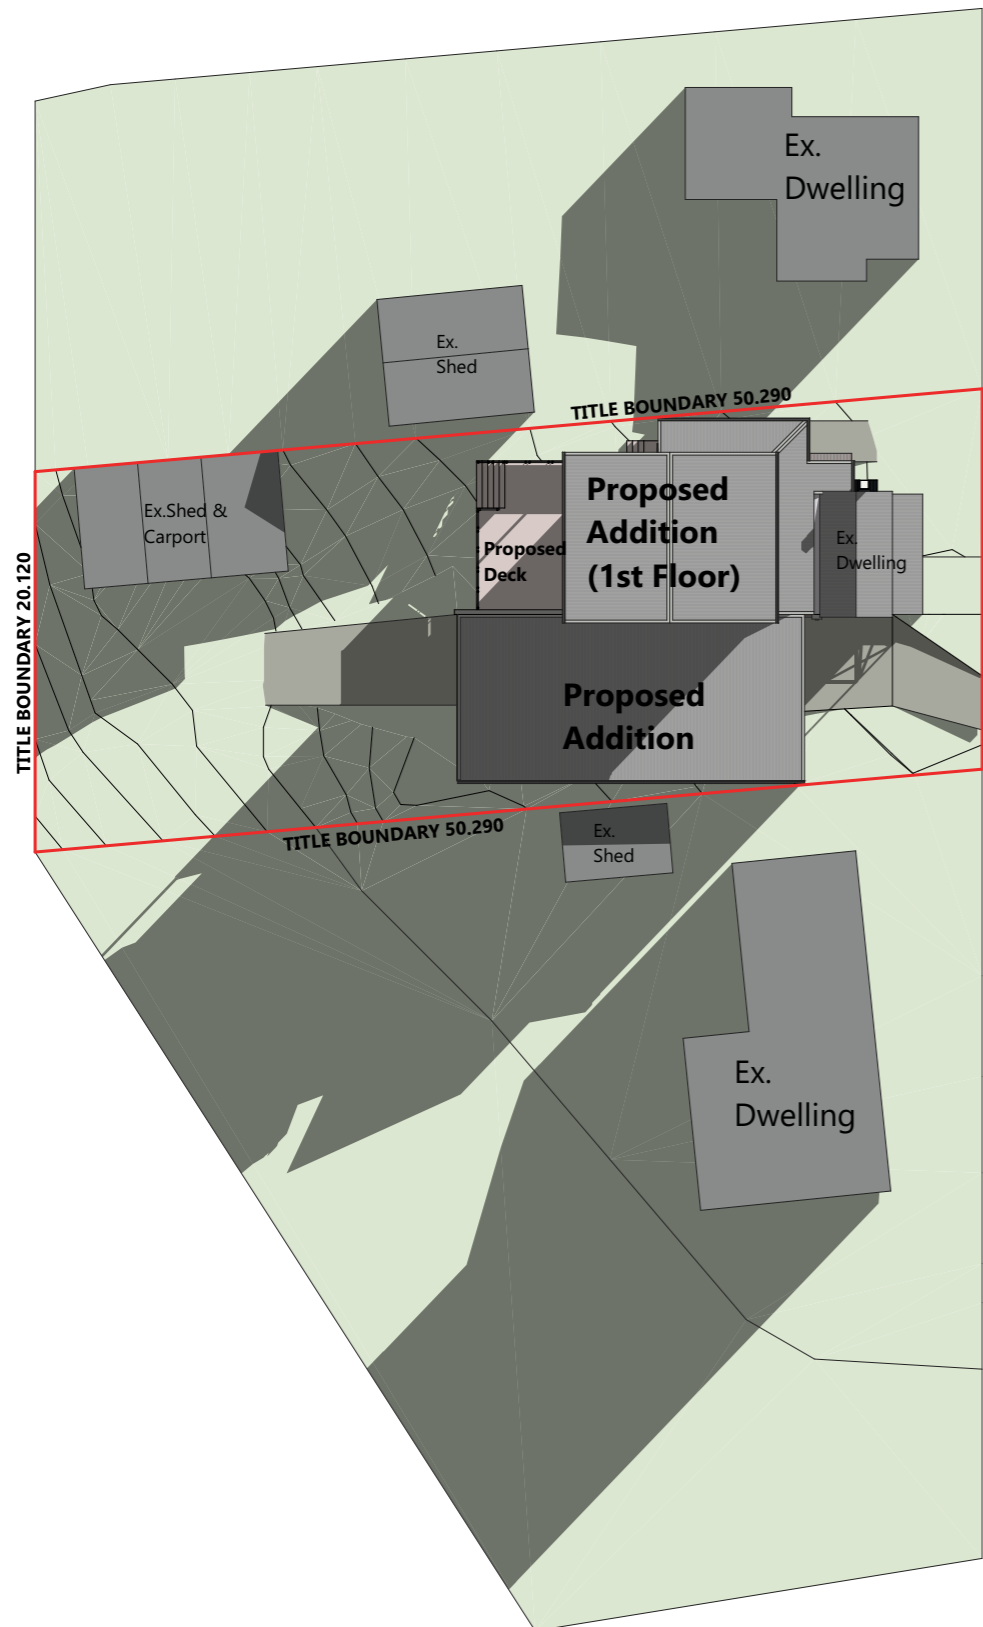 Ex.
Dwelling
Ex.
Shed
TITLE BOUNDARY 50.290
Ex.Shed &
Carport
Proposed
Addition
(1st Floor)
Proposed
Deck
Ex.
Dwelling
TITLE BOUNDARY 20.120
Proposed
Addition
TITLE BOUNDARY 50.290
Ex.
Shed
Ex.
Dwelling